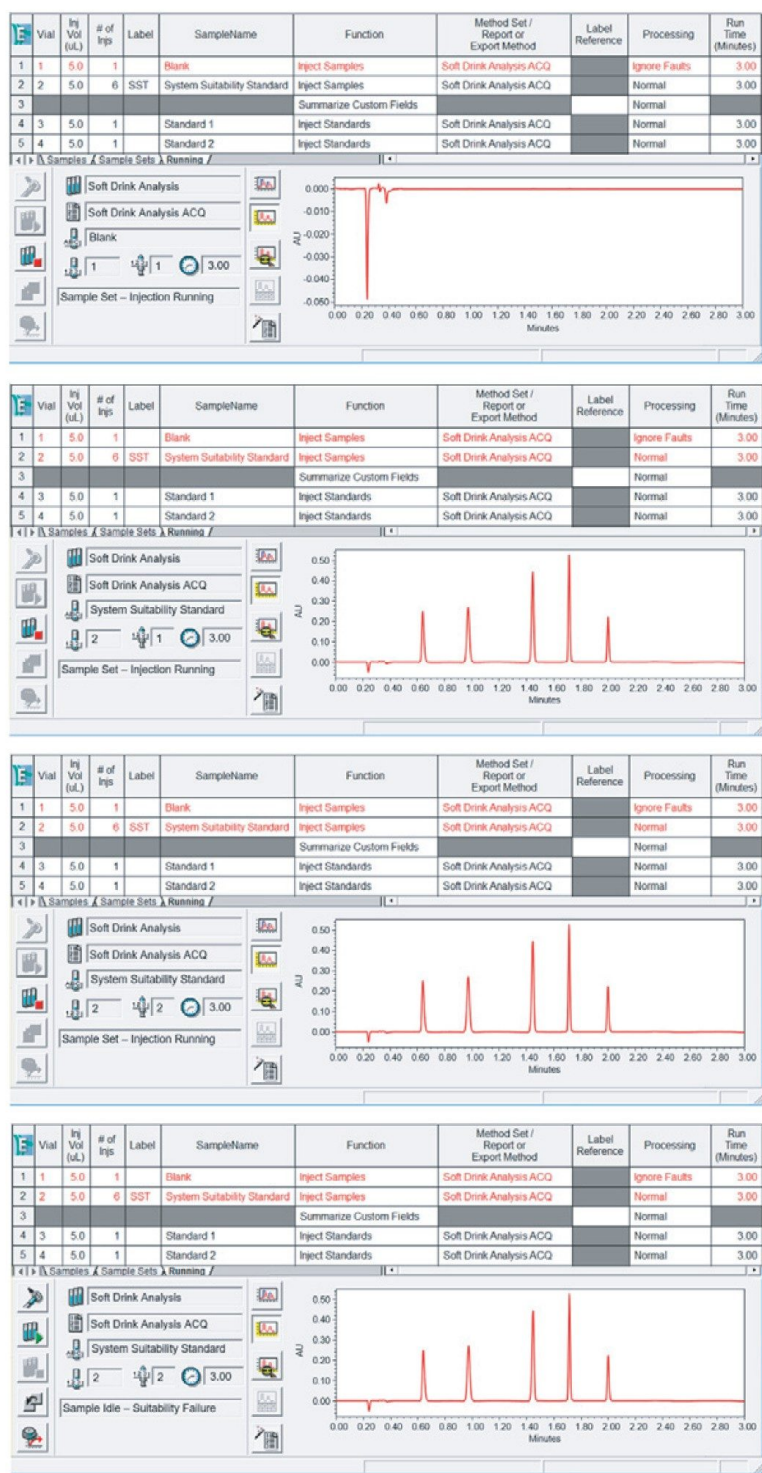 Vial Inj Vol (uL) # of Injs Label SampleName Function Method Set / Report or Export Method Label Reference Processing Run Time (Minutes)
1 1 5.0 1 Blank Inject Samples Soft Drink Analysis ACQ Ignore Faults 3.00
2 2 5.0 6 SST System Suitability Standard Inject Samples Soft Drink Analysis ACQ Normal 3.00
3 Summarize Custom Fields Normal
4 3 5.0 1 Standard 1 Inject Standards Soft Drink Analysis ACQ Normal 3.00
5 4 5.0 1 Standard 2 Inject Standards Soft Drink Analysis ACQ Normal 3.00
Samples Sample Sets Running
Soft Drink Analysis
Soft Drink Analysis ACQ
Blank
1 1 3.00
Sample Set – Injection Running
AU
0.000
-0.010
-0.020
-0.030
-0.040
-0.050
0.00 0.20 0.40 0.60 0.80 1.00 1.20 1.40 1.60 1.80 2.00 2.20 2.40 2.60 2.80 3.00
Minutes
Vial Inj Vol (uL) # of Injs Label SampleName Function Method Set / Report or Export Method Label Reference Processing Run Time (Minutes)
1 1 5.0 1 Blank Inject Samples Soft Drink Analysis ACQ Ignore Faults 3.00
2 2 5.0 6 SST System Suitability Standard Inject Samples Soft Drink Analysis ACQ Normal 3.00
3 Summarize Custom Fields Normal
4 3 5.0 1 Standard 1 Inject Standards Soft Drink Analysis ACQ Normal 3.00
5 4 5.0 1 Standard 2 Inject Standards Soft Drink Analysis ACQ Normal 3.00
Samples Sample Sets Running
Soft Drink Analysis
Soft Drink Analysis ACQ
System Suitability Standard
2 1 3.00
Sample Set – Injection Running
AU
0.50
0.40
0.30
0.20
0.10
0.00
0.00 0.20 0.40 0.60 0.80 1.00 1.20 1.40 1.60 1.80 2.00 2.20 2.40 2.60 2.80 3.00
Minutes
Vial Inj Vol (uL) # of Injs Label SampleName Function Method Set / Report or Export Method Label Reference Processing Run Time (Minutes)
1 1 5.0 1 Blank Inject Samples Soft Drink Analysis ACQ Ignore Faults 3.00
2 2 5.0 6 SST System Suitability Standard Inject Samples Soft Drink Analysis ACQ Normal 3.00
3 Summarize Custom Fields Normal
4 3 5.0 1 Standard 1 Inject Standards Soft Drink Analysis ACQ Normal 3.00
5 4 5.0 1 Standard 2 Inject Standards Soft Drink Analysis ACQ Normal 3.00
Samples Sample Sets Running
Soft Drink Analysis
Soft Drink Analysis ACQ
System Suitability Standard
2 2 3.00
Sample Set – Injection Running
AU
0.50
0.40
0.30
0.20
0.10
0.00
0.00 0.20 0.40 0.60 0.80 1.00 1.20 1.40 1.60 1.80 2.00 2.20 2.40 2.60 2.80 3.00
Minutes
Vial Inj Vol (uL) # of Injs Label SampleName Function Method Set / Report or Export Method Label Reference Processing Run Time (Minutes)
1 1 5.0 1 Blank Inject Samples Soft Drink Analysis ACQ Ignore Faults 3.00
2 2 5.0 6 SST System Suitability Standard Inject Samples Soft Drink Analysis ACQ Normal 3.00
3 Summarize Custom Fields Normal
4 3 5.0 1 Standard 1 Inject Standards Soft Drink Analysis ACQ Normal 3.00
5 4 5.0 1 Standard 2 Inject Standards Soft Drink Analysis ACQ Normal 3.00
Samples Sample Sets Running
Soft Drink Analysis
Soft Drink Analysis ACQ
System Suitability Standard
2 2 3.00
Sample Idle – Suitability Failure
AU
0.50
0.40
0.30
0.20
0.10
0.00
0.00 0.20 0.40 0.60 0.80 1.00 1.20 1.40 1.60 1.80 2.00 2.20 2.40 2.60 2.80 3.00
Minutes